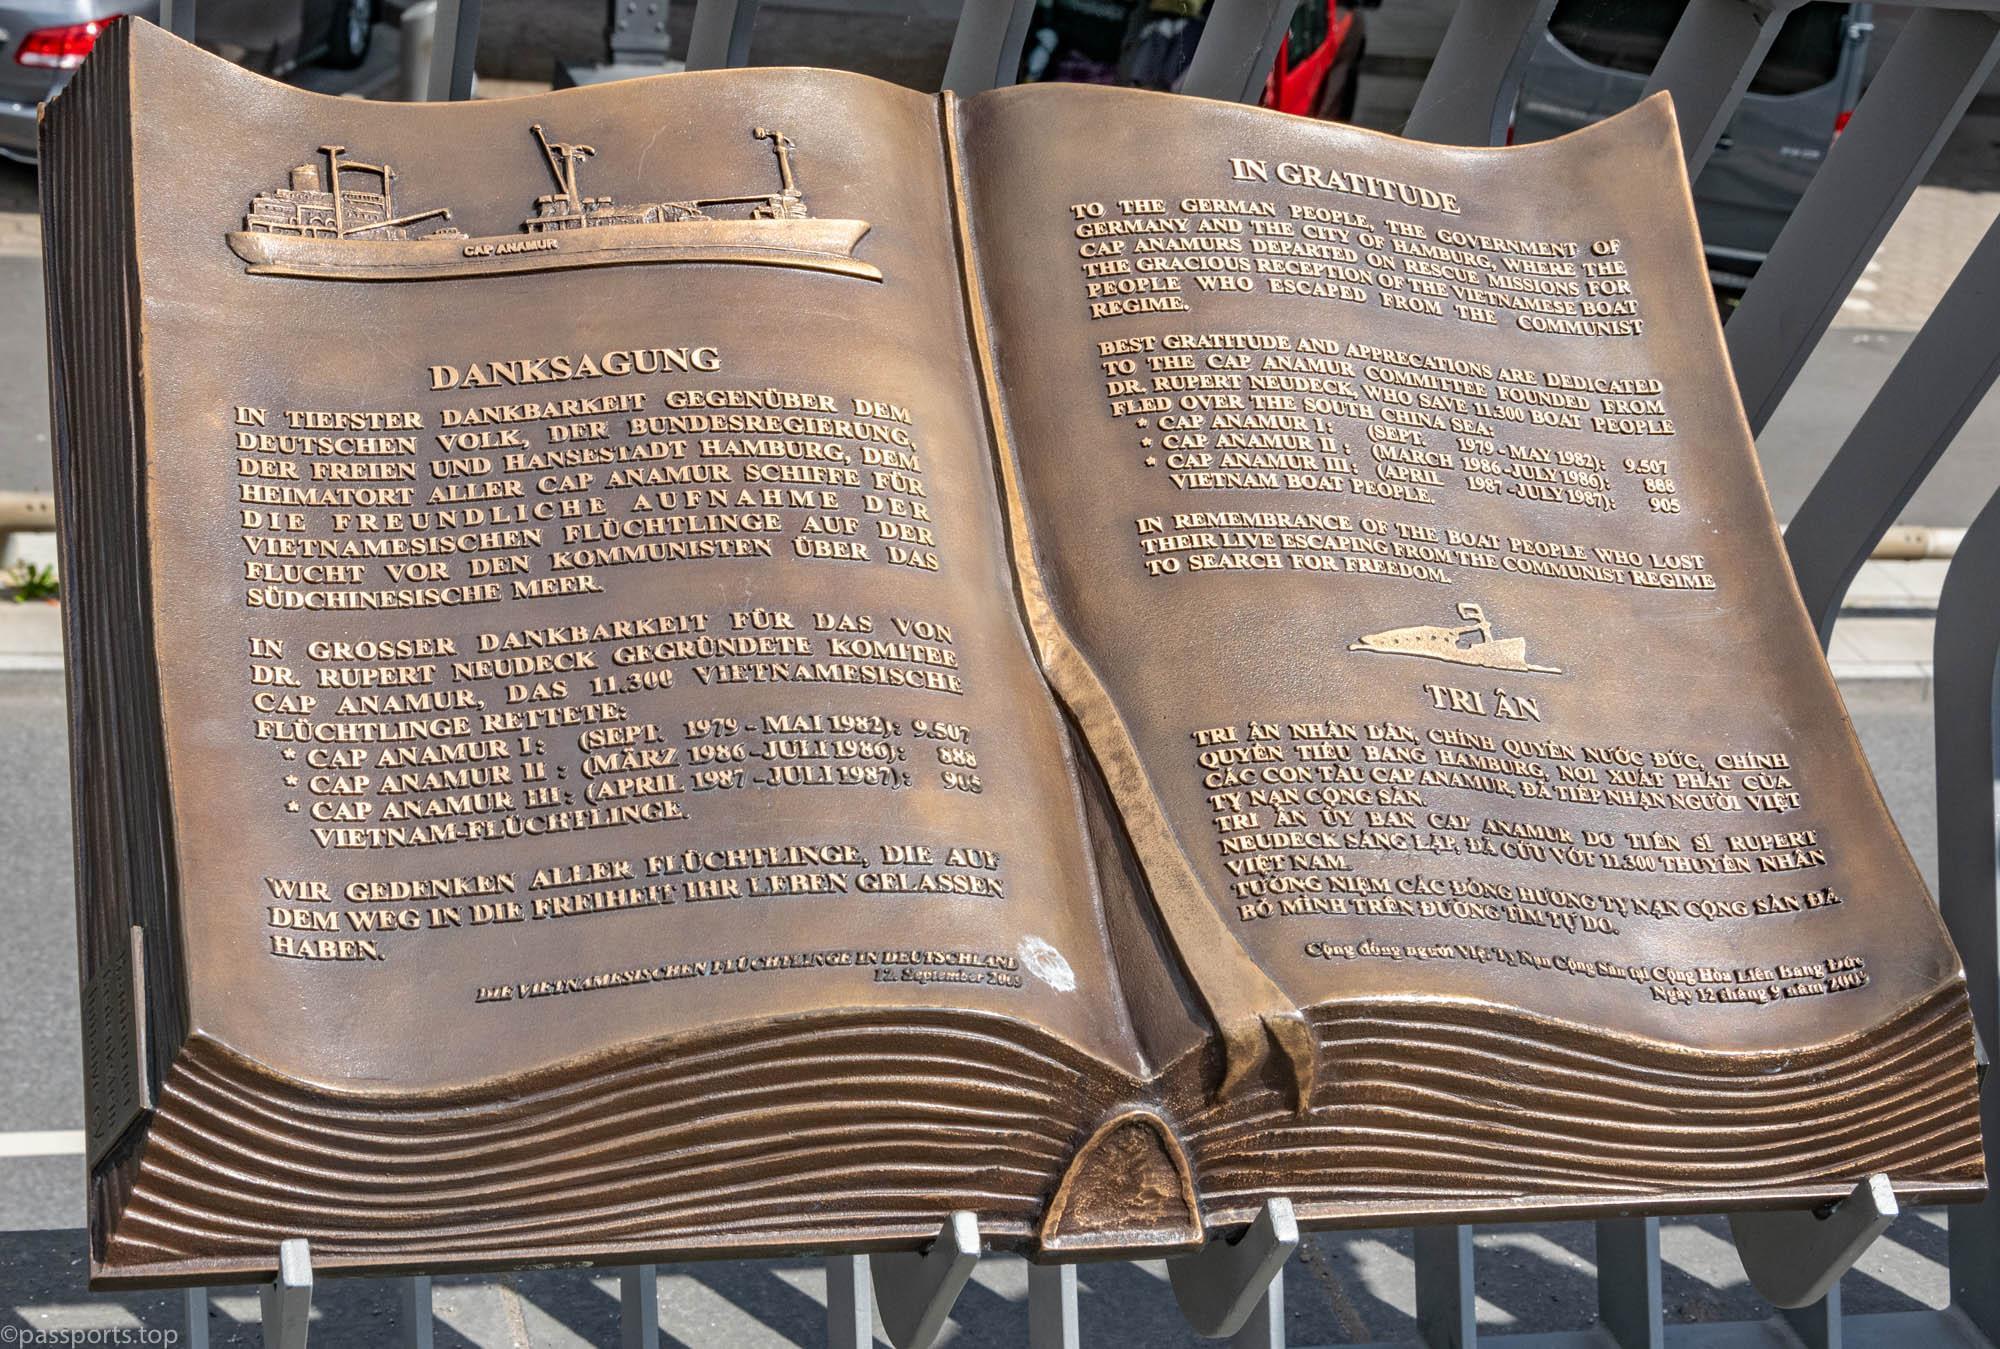 CAP ANAMUR
DANKSAGUNG
IN TIEFSTER DANKBARKEIT GEGENÜBER DEM
DEUTSCHEN VOLK, DER BUNDESREGIERUNG,
DER FREIEN UND HANSESTADT HAMBURG, DEM
HEIMATORT ALLER CAP ANAMUR SCHIFFE FÜR
DIE FREUNDLICHE AUFNAHME DER
VIETNAMESISCHEN FLÜCHTLINGE AUF DER
FLUCHT VOR DEN KOMMUNISTEN ÜBER DAS
SÜDCHINESISCHE MEER.
IN GROSSER DANKBARKEIT FÜR DAS VON
DR. RUPERT NEUDECK GEGRÜNDETE KOMITEE
CAP ANAMUR, DAS 11.300 VIETNAMESISCHE
FLÜCHTLINGE RETTETE:
* CAP ANAMUR I: (SEPT. 1979 - MAI 1982): 9.507
* CAP ANAMUR II : (MÄRZ 1986 - JULI 1986): 888
* CAP ANAMUR III: (APRIL 1987 - JULI 1987): 905
VIETNAM-FLÜCHTLINGE.
WIR GEDENKEN ALLER FLÜCHTLINGE, DIE AUF
DEM WEG IN DIE FREIHEIT IHR LEBEN GELASSEN
HABEN.
DIE VIETNAMESISCHEN FLÜCHTLINGE IN DEUTSCHLAND
12. September 2009
IN GRATITUDE
TO THE GERMAN PEOPLE, THE GOVERNMENT OF
GERMANY AND THE CITY OF HAMBURG, WHERE THE
CAP ANAMURS DEPARTED ON RESCUE MISSIONS FOR
THE GRACIOUS RECEPTION OF THE VIETNAMESE BOAT
PEOPLE WHO ESCAPED FROM THE COMMUNIST
REGIME.
BEST GRATITUDE AND APPRECATIONS ARE DEDICATED
TO THE CAP ANAMUR COMMITTEE FOUNDED FROM
DR. RUPERT NEUDECK, WHO SAVE 11.300 BOAT PEOPLE
FLED OVER THE SOUTH CHINA SEA:
* CAP ANAMUR I: (SEPT. 1979 - MAY 1982): 9.507
* CAP ANAMUR II : (MARCH 1986 - JULY 1986): 888
* CAP ANAMUR III: (APRIL 1987 - JULY 1987): 905
VIETNAM BOAT PEOPLE.
IN REMEMBRANCE OF THE BOAT PEOPLE WHO LOST
THEIR LIVE ESCAPING FROM THE COMMUNIST REGIME
TO SEARCH FOR FREEDOM.
TRI ÂN
TRI ÂN NHÂN DÂN, CHÍNH QUYỀN NƯỚC ĐỨC, CHÍNH
QUYỀN TIỂU BANG HAMBURG, NƠI XUẤT PHÁT CỦA
CÁC CON TÀU CAP ANAMUR, ĐÃ TIẾP NHẬN NGƯỜI VIỆT
TỴ NẠN CỘNG SẢN.
TRI ÂN ỦY BAN CAP ANAMUR DO TIẾN SĨ RUPERT
NEUDECK SÁNG LẬP, ĐÃ CỨU VỚT 11.300 THUYỀN NHÂN
VIỆT NAM.
TƯỞNG NIỆM CÁC ĐỒNG HƯƠNG TỴ NẠN CỘNG SẢN ĐÃ
BỎ MÌNH TRÊN ĐƯỜNG TÌM TỰ DO.
Cộng đồng người Việt Tỵ Nạn Cộng Sản tại Cộng Hòa Liên Bang Đức
Ngày 12 tháng 9 năm 2009
©passports.top